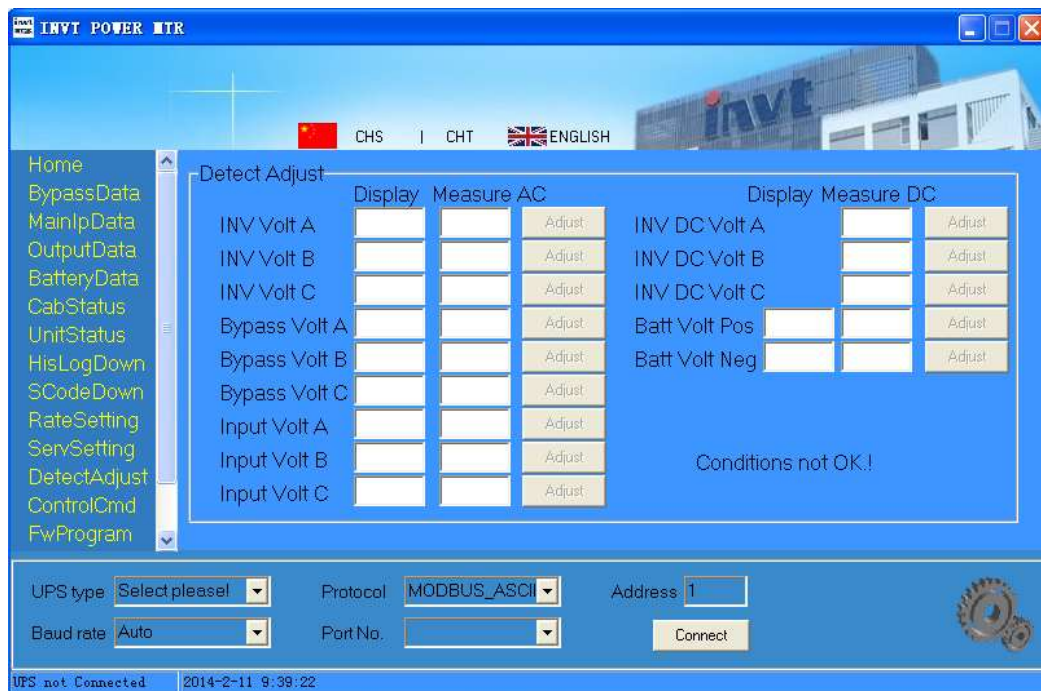 INVT POWER MTR
invt
CHS | CHT ENGLISH
Home
BypassData
MainIpData
OutputData
BatteryData
CabStatus
UnitStatus
HisLogDown
SCodeDown
RateSetting
ServSetting
DetectAdjust
ControlCmd
FwProgram
Detect Adjust
Display Measure AC
INV Volt A Adjust
INV Volt B Adjust
INV Volt C Adjust
Bypass Volt A Adjust
Bypass Volt B Adjust
Bypass Volt C Adjust
Input Volt A Adjust
Input Volt B Adjust
Input Volt C Adjust
Display Measure DC
INV DC Volt A Adjust
INV DC Volt B Adjust
INV DC Volt C Adjust
Batt Volt Pos Adjust
Batt Volt Neg Adjust
Conditions not OK.!
UPS type Select please! Protocol MODBUS_ASCII Address 1
Baud rate Auto Port No. Connect
UPS not Connected 2014-2-11 9:39:22